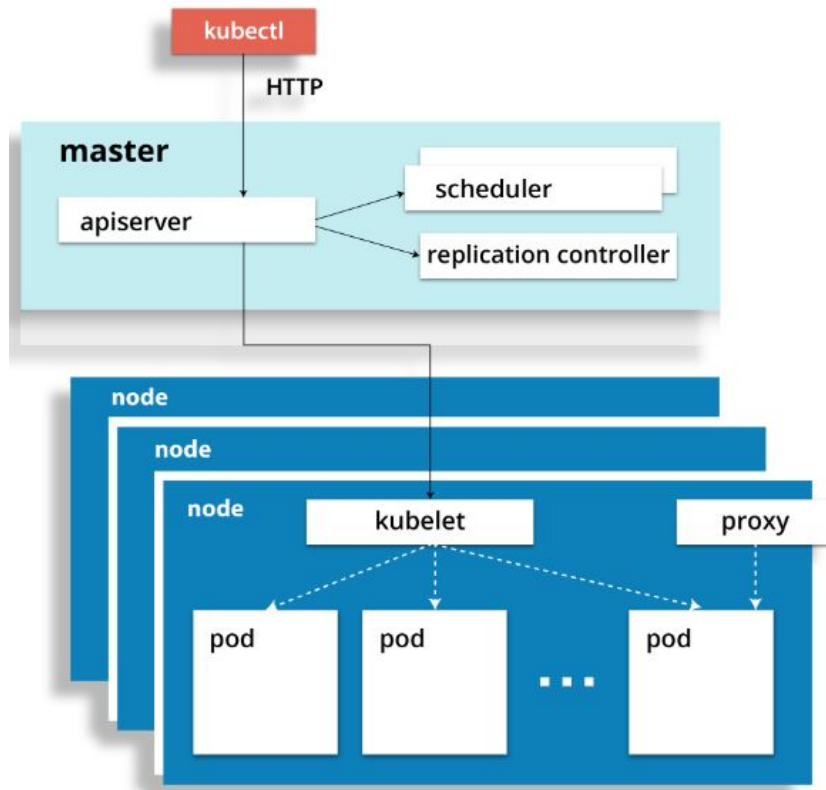 kubectl
HTTP
master
scheduler
apiserver
replication controller
node
node
node
kubelet
proxy
pod
pod
pod
...